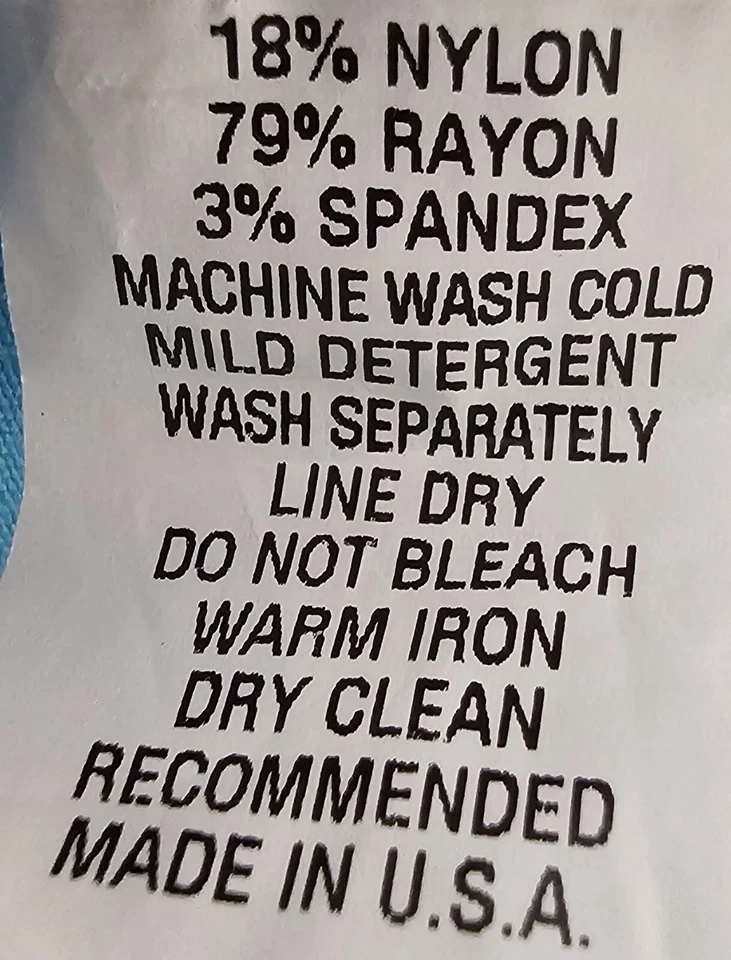 18% NYLON
79% RAYON
3% SPANDEX
MACHINE WASH COLD
MILD DETERGENT
WASH SEPARATELY
LINE DRY
DO NOT BLEACH
WARM IRON
DRY CLEAN
RECOMMENDED
MADE IN U.S.A.